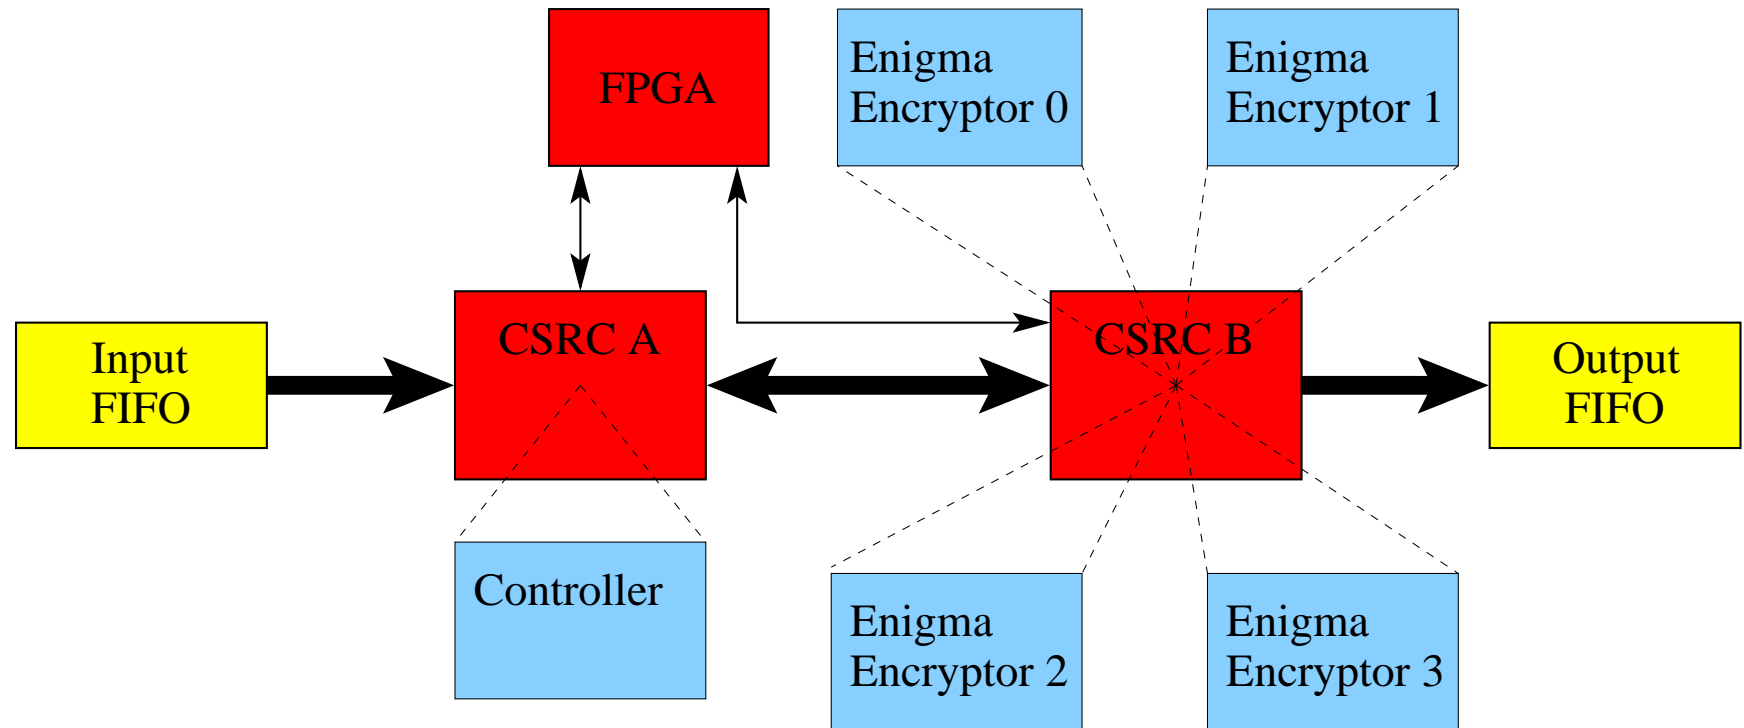 FPGA
Enigma
Encryptor 0
Enigma
Encryptor 1
Input
FIFO
CSRC A
CSRC B
Output
FIFO
Controller
Enigma
Encryptor 2
Enigma
Encryptor 3